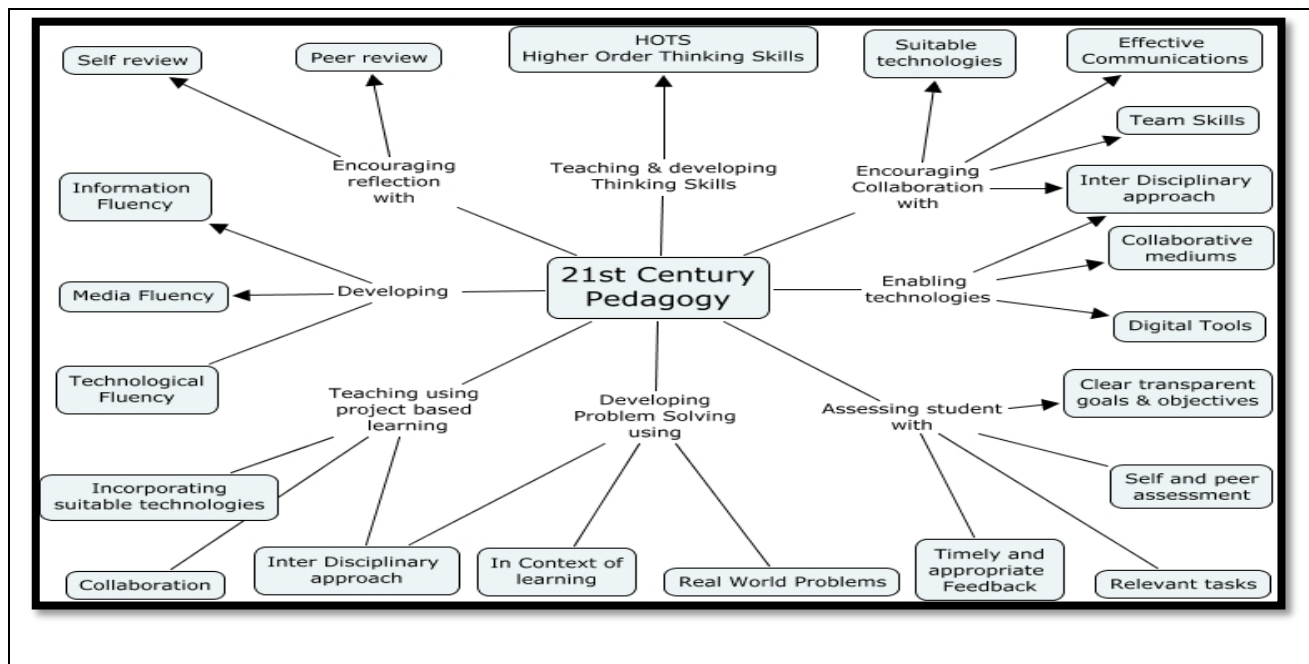 Self review
Peer review
HOTS
Higher Order Thinking Skills
Suitable
technologies
Effective
Communications
Team Skills
Encouraging
reflection
with
Teaching & developing
Thinking Skills
Encouraging
Collaboration
with
Inter Disciplinary
approach
Information
Fluency
Collaborative
mediums
21st Century
Pedagogy
Media Fluency
Developing
Enabling
technologies
Digital Tools
Technological
Fluency
Teaching using
project based
learning
Developing
Problem Solving
using
Assessing student
with
Clear transparent
goals & objectives
Incorporating
suitable technologies
Self and peer
assessment
Collaboration
Inter Disciplinary
approach
In Context of
learning
Real World Problems
Timely and
appropriate
Feedback
Relevant tasks